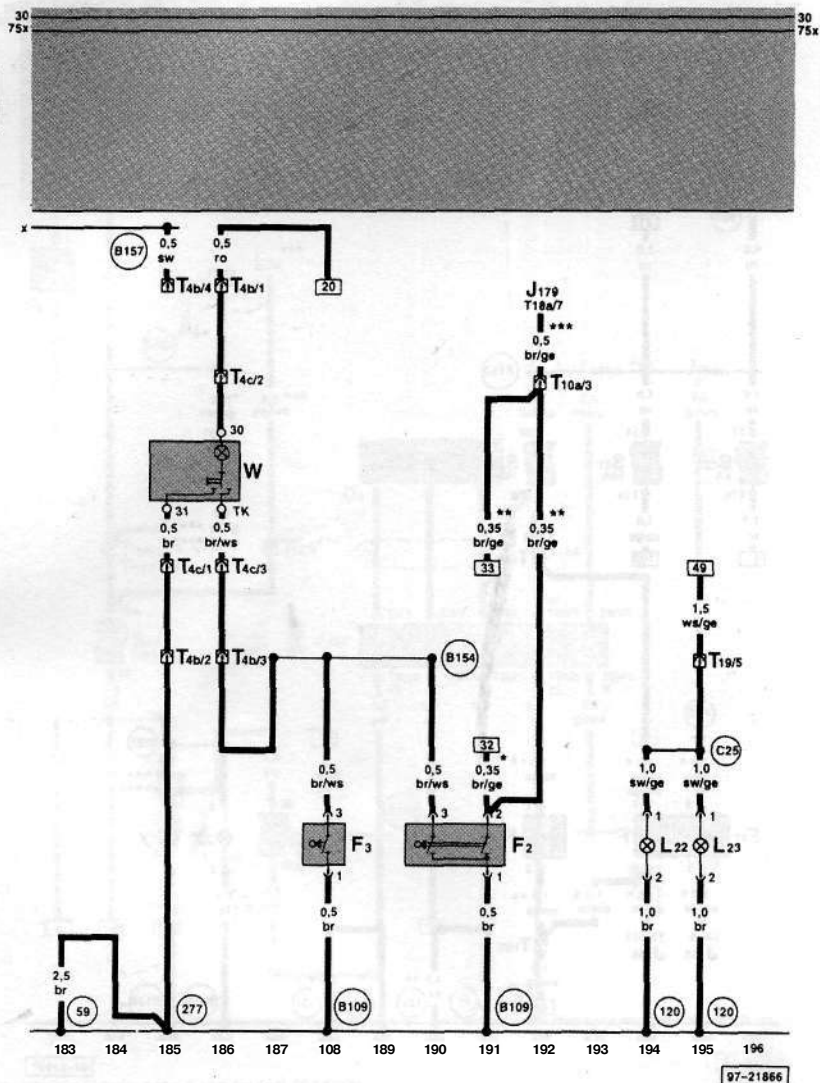 30 30
75x 75x
x
B157
0,5 0,5
sw ro
T4b/4 T4b/1 20
J179
T18a/7
***
0,5
br/ge
T4c/2 T10a/3
30
W
31 TK
0,5 0,5 0,35 ** 0,35 **
br br/ws br/ge br/ge
T4c/1 T4c/3 33 49
1,5
ws/ge
T4b/2 T4b/3 B154 T19/5
32 C25
0,5 0,5 0,35 * 1,0 1,0
br/ws br/ws br/ge sw/ge sw/ge
3 3 2 1 1
F3 F2 L22 L23
1 1 2 2
0,5 0,5 1,0 1,0
br br br br
2,5
br
59 277 B109 B109 120 120
183 184 185 186 187 108 189 190 191 192 193 194 195 196
97-21866